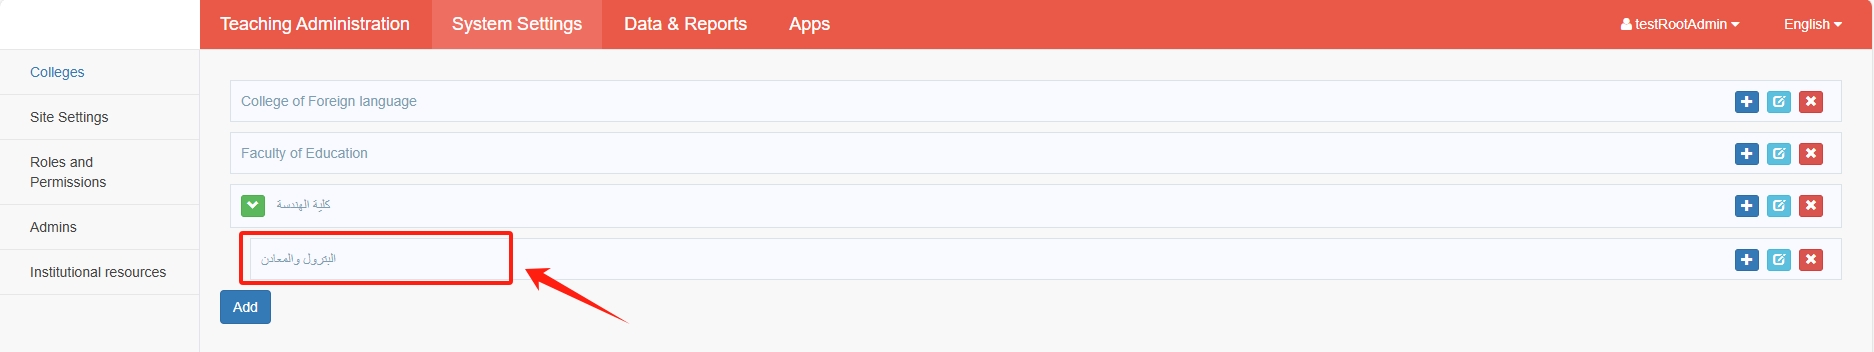 Teaching Administration System Settings Data & Reports Apps testRootAdmin English
Colleges
Site Settings
Roles and
Permissions
Admins
Institutional resources
College of Foreign language
Faculty of Education
كلية الهندسة
البترول والمعادن
Add